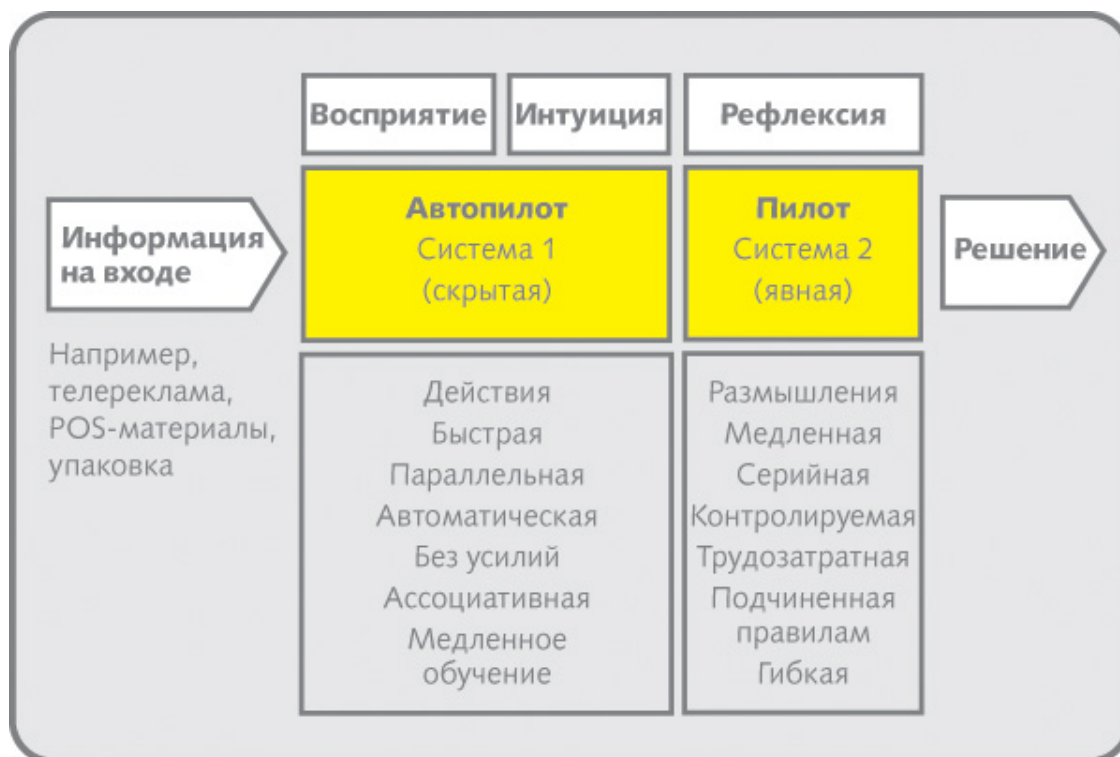 Восприятие
Интуиция
Рефлексия
Информация
на входе
Например,
телереклама,
POS-материалы,
упаковка
Автопилот
Система 1
(скрытая)
Действия
Быстрая
Параллельная
Автоматическая
Без усилий
Ассоциативная
Медленное
обучение
Пилот
Система 2
(явная)
Размышления
Медленная
Серийная
Контролируемая
Трудозатратная
Подчиненная
правилам
Гибкая
Решение